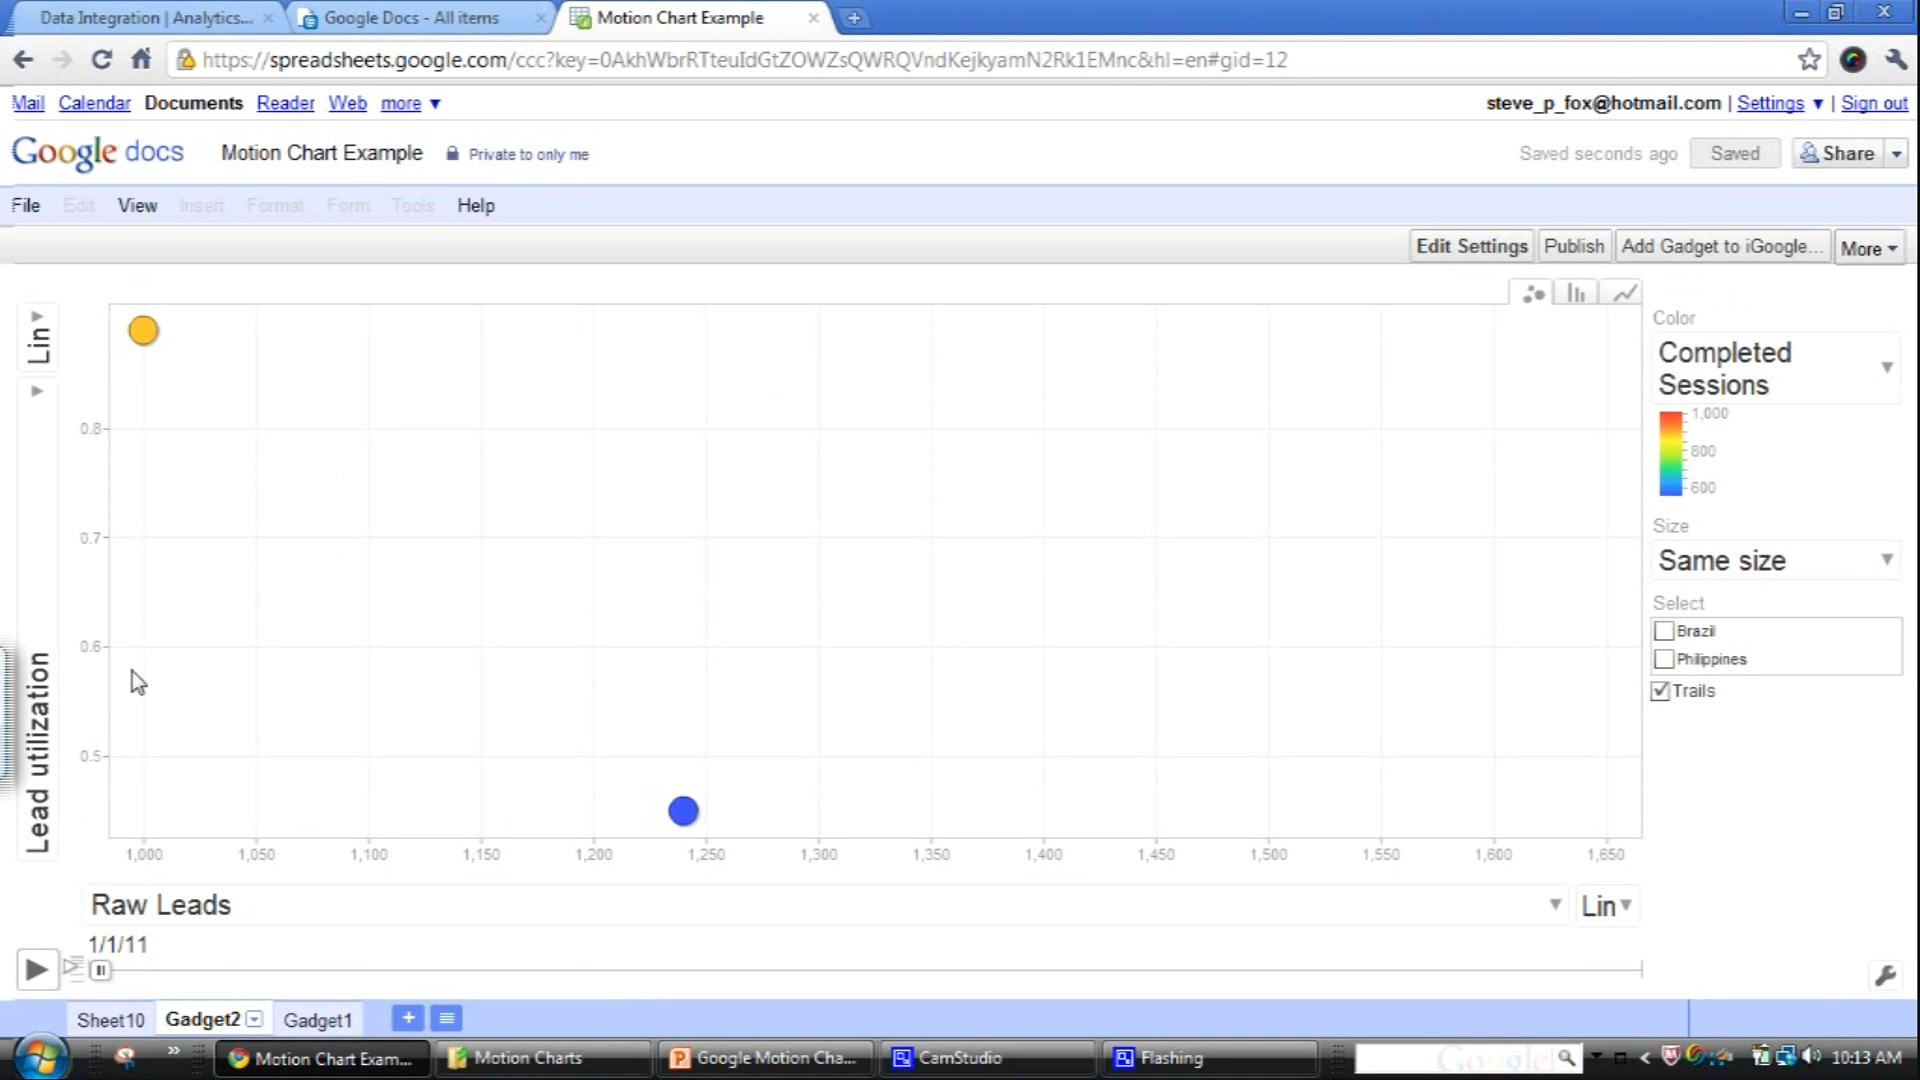 Data Integration | Analytics...
Google Docs - All items
Motion Chart Example
https://spreadsheets.google.com/ccc?key=0AkhWbrRTteuIdGtZOWZsQWRQVndKejkyamN2Rk1EMnc&hl=en#gid=12
Mail Calendar Documents Reader Web more ▼
steve_p_fox@hotmail.com | Settings ▼ | Sign out
Google docs
Motion Chart Example
Private to only me
Saved seconds ago
Saved
Share
File Edit View Insert Format Form Tools Help
Edit Settings
Publish
Add Gadget to iGoogle...
More
Lin
Lead utilization
0.8
0.7
0.6
0.5
1,000 1,050 1,100 1,150 1,200 1,250 1,300 1,350 1,400 1,450 1,500 1,550 1,600 1,650
Color
Completed
Sessions
1,000
800
600
Size
Same size
Select
Brazil
Philippines
Trails
Raw Leads
Lin
1/1/11
Sheet10
Gadget2
Gadget1
Motion Chart Exam...
Motion Charts
Google Motion Cha...
CamStudio
Flashing
Google
10:13 AM